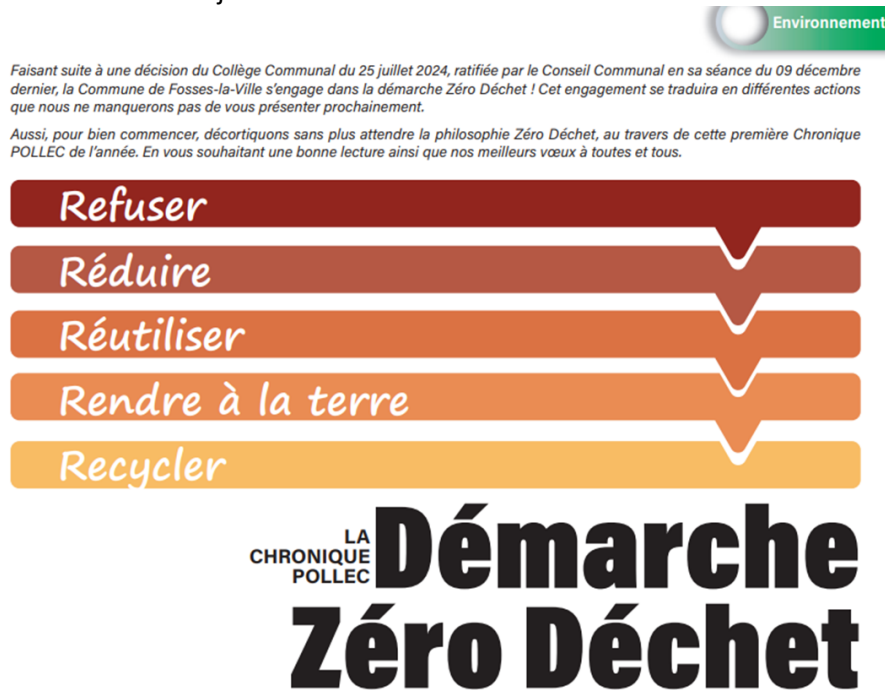 Environnement
Faisant suite à une décision du Collège Communal du 25 juillet 2024, ratifiée par le Conseil Communal en sa séance du 09 décembre
dernier, la Commune de Fosses-la-Ville s’engage dans la démarche Zéro Déchet ! Cet engagement se traduira en différentes actions
que nous ne manquerons pas de vous présenter prochainement.
Aussi, pour bien commencer, décortiquons sans plus attendre la philosophie Zéro Déchet, au travers de cette première Chronique
POLLEC de l’année. En vous souhaitant une bonne lecture ainsi que nos meilleurs vœux à toutes et tous.
Refuser
Réduire
Réutiliser
Rendre à la terre
Recycler
LA
CHRONIQUE
POLLEC
Démarche
Zéro Déchet